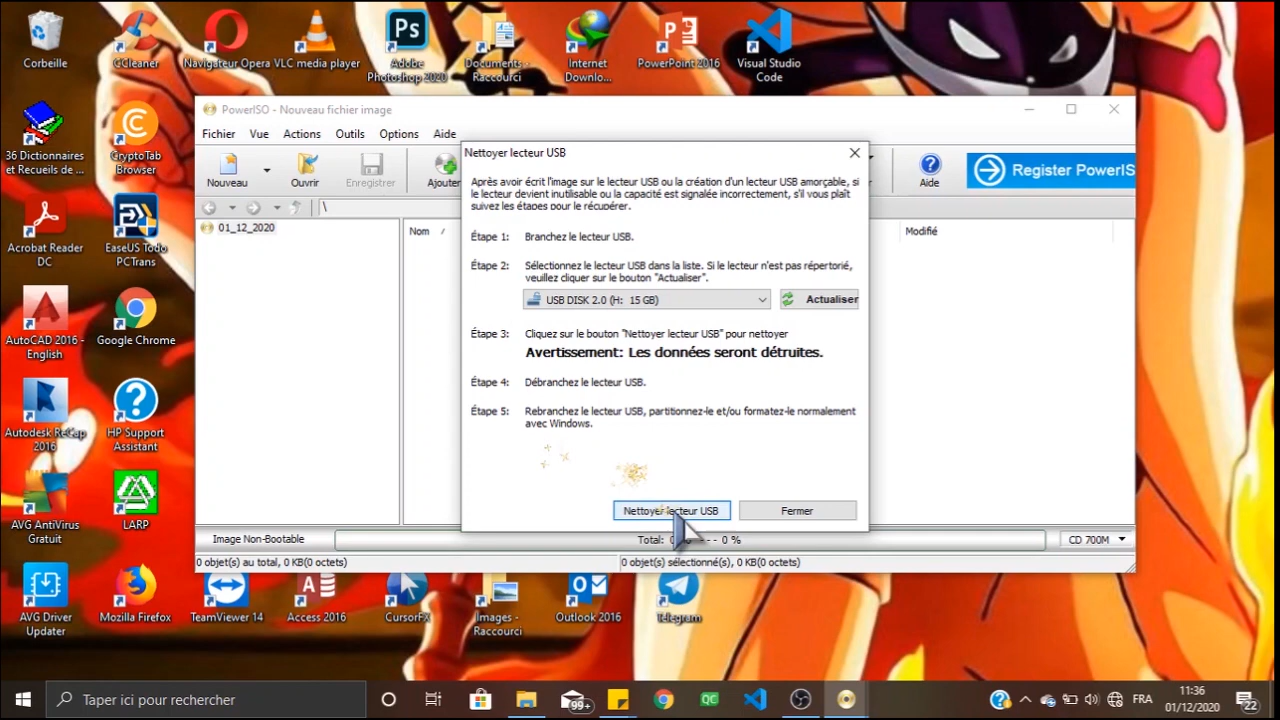 Corbeille
CCleaner
Navigateur Opera
VLC media player
Ps
Adobe
Photoshop 2020
Documents -
Raccourci
Internet
Downlo...
PowerPoint 2016
Visual Studio
Code
36 Dictionnaires
et Recueils de ...
CryptoTab
Browser
Acrobat Reader
DC
EaseUS Todo
PCTrans
AutoCAD 2016 -
English
Google Chrome
Autodesk ReCap
2016
HP Support
Assistant
AVG AntiVirus
Gratuit
LARP
AVG Driver
Updater
Mozilla Firefox
TeamViewer 14
Access 2016
CursorFX
Images -
Raccourci
Outlook 2016
Telegram
PowerISO - Nouveau fichier image
Fichier Vue Actions Outils Options Aide
Nouveau
Ouvrir
Enregistrer
Ajouter
Aide
Register PowerIS
\
01_12_2020
Nom
Modifié
Nettoyer lecteur USB
Après avoir écrit l'image sur le lecteur USB ou la création d'un lecteur USB amorçable, si
le lecteur devient inutilisable ou la capacité est signalée incorrectement, s'il vous plaît
suivez les étapes pour le récupérer.
Étape 1: Branchez le lecteur USB.
Étape 2: Sélectionnez le lecteur USB dans la liste. Si le lecteur n'est pas répertorié,
veuillez cliquer sur le bouton "Actualiser".
USB DISK 2.0 (H: 15 GB)
Actualiser
Étape 3: Cliquez sur le bouton "Nettoyer lecteur USB" pour nettoyer
Avertissement: Les données seront détruites.
Étape 4: Débranchez le lecteur USB.
Étape 5: Rebranchez le lecteur USB, partitionnez-le et/ou formatez-le normalement
avec Windows.
Nettoyer lecteur USB
Fermer
Image Non-Bootable
Total: - - 0 %
CD 700M
0 objet(s) au total, 0 KB(0 octets)
0 objet(s) sélectionné(s), 0 KB(0 octets)
Taper ici pour rechercher
99+
QC
FRA
11:36
01/12/2020
22